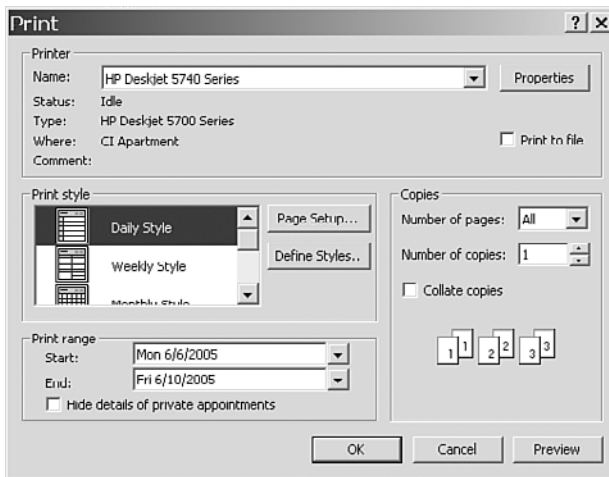 Print
Printer
Name: HP Deskjet 5740 Series Properties
Status: Idle
Type: HP Deskjet 5700 Series
Where: CI Apartment Print to file
Comment:
Print style
Daily Style
Weekly Style
Monthly Style
Page Setup...
Define Styles..
Copies
Number of pages: All
Number of copies: 1
Collate copies
1 1 2 2 3 3
Print range
Start: Mon 6/6/2005
End: Fri 6/10/2005
Hide details of private appointments
OK Cancel Preview